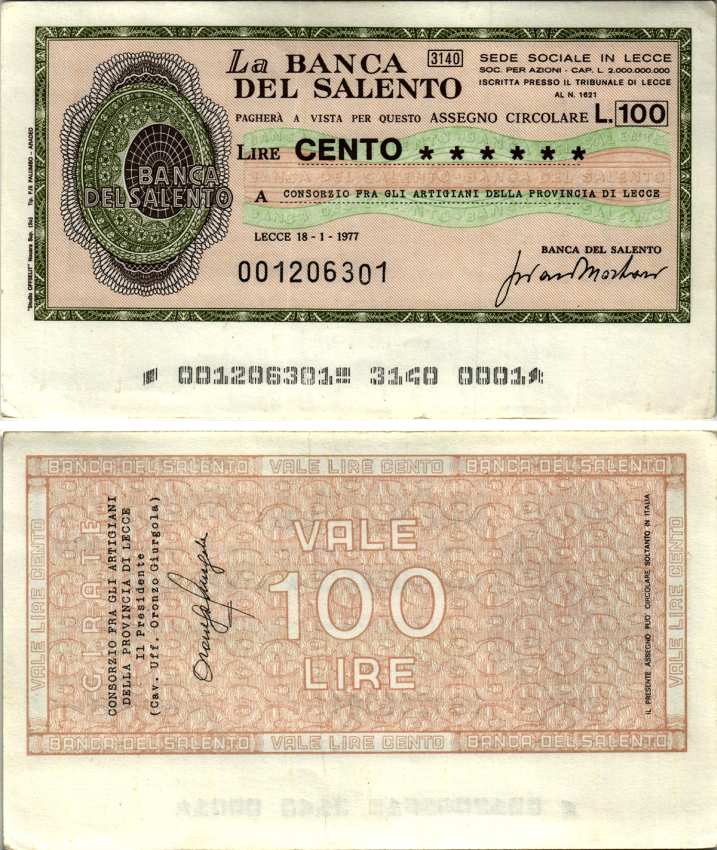 La BANCA DEL SALENTO
3140
SEDE SOCIALE IN LECCE
SOC. PER AZIONI - CAP. L. 2.000.000.000
ISCRITTA PRESSO IL TRIBUNALE DI LECCE
AL N. 1621
PAGHERÀ A VISTA PER QUESTO ASSEGNO CIRCOLARE L. 100
LIRE CENTO ★ ★ ★ ★ ★ ★
A CONSORZIO FRA GLI ARTIGIANI DELLA PROVINCIA DI LECCE
LECCE 18 - 1 - 1977
BANCA DEL SALENTO
001206301
BANCA
DEL SALENTO
001206301 3140 0001
BANCA DEL SALENTO VALE LIRE CENTO BANCA DEL SALENTO
VALE LIRE CENTO
GIRATE
CONSORZIO FRA GLI ARTIGIANI
DELLA PROVINCIA DI LECCE
Il Presidente
(Cav. Uff. Oronzo Giurgola)
VALE
100
LIRE
IL PRESENTE ASSEGNO PUÒ CIRCOLARE SOLTANTO IN ITALIA
VALE LIRE CENTO
BANCA DEL SALENTO VALE LIRE CENTO BANCA DEL SALENTO